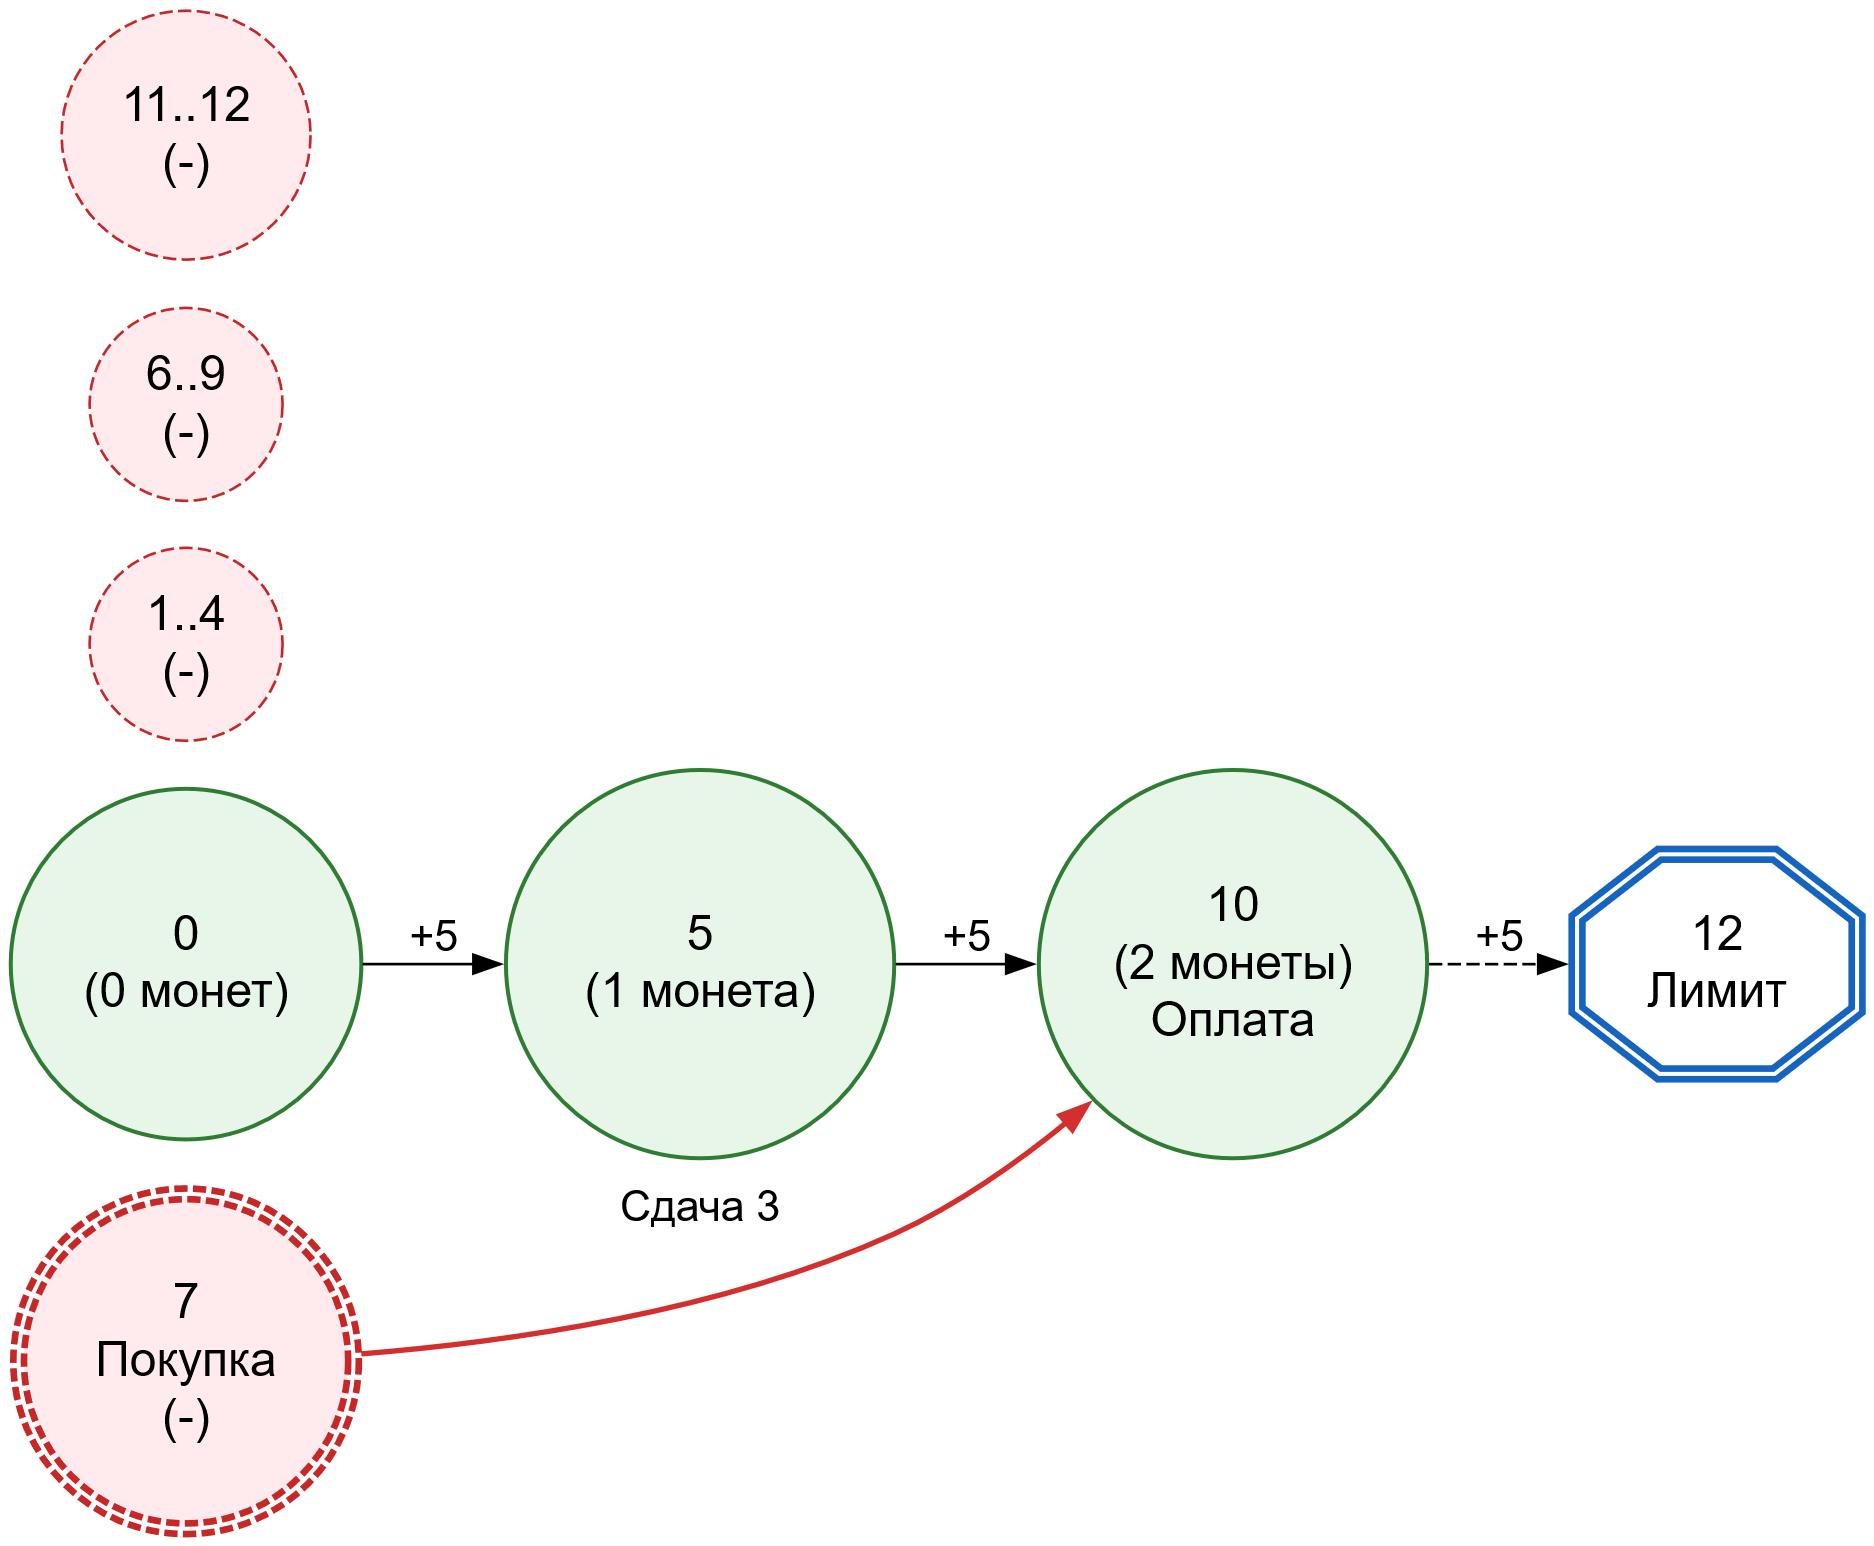 11..12
(-)
6..9
(-)
1..4
(-)
0
(0 монет)
+5
5
(1 монета)
+5
10
(2 монеты)
Оплата
+5
12
Лимит
Сдача 3
7
Покупка
(-)